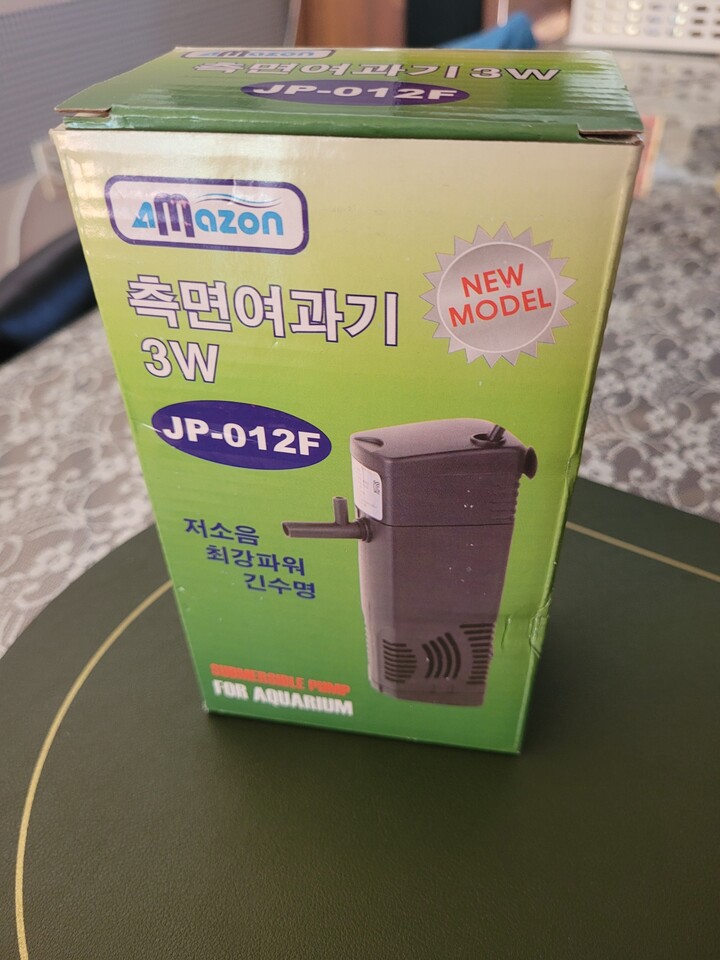 AMazon
측면여과기 3W
JP-012F
AMazon
측면여과기
3W
NEW
MODEL
JP-012F
저소음
최강파워
긴수명
SUBMERSIBLE PUMP
FOR AQUARIUM